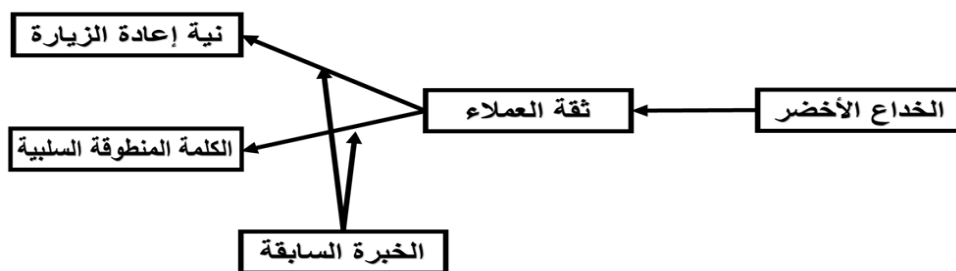 نية إعادة الزيارة
ثقة العملاء
الخداع الأخضر
الكلمة المنطوقة السلبية
الخبرة السابقة